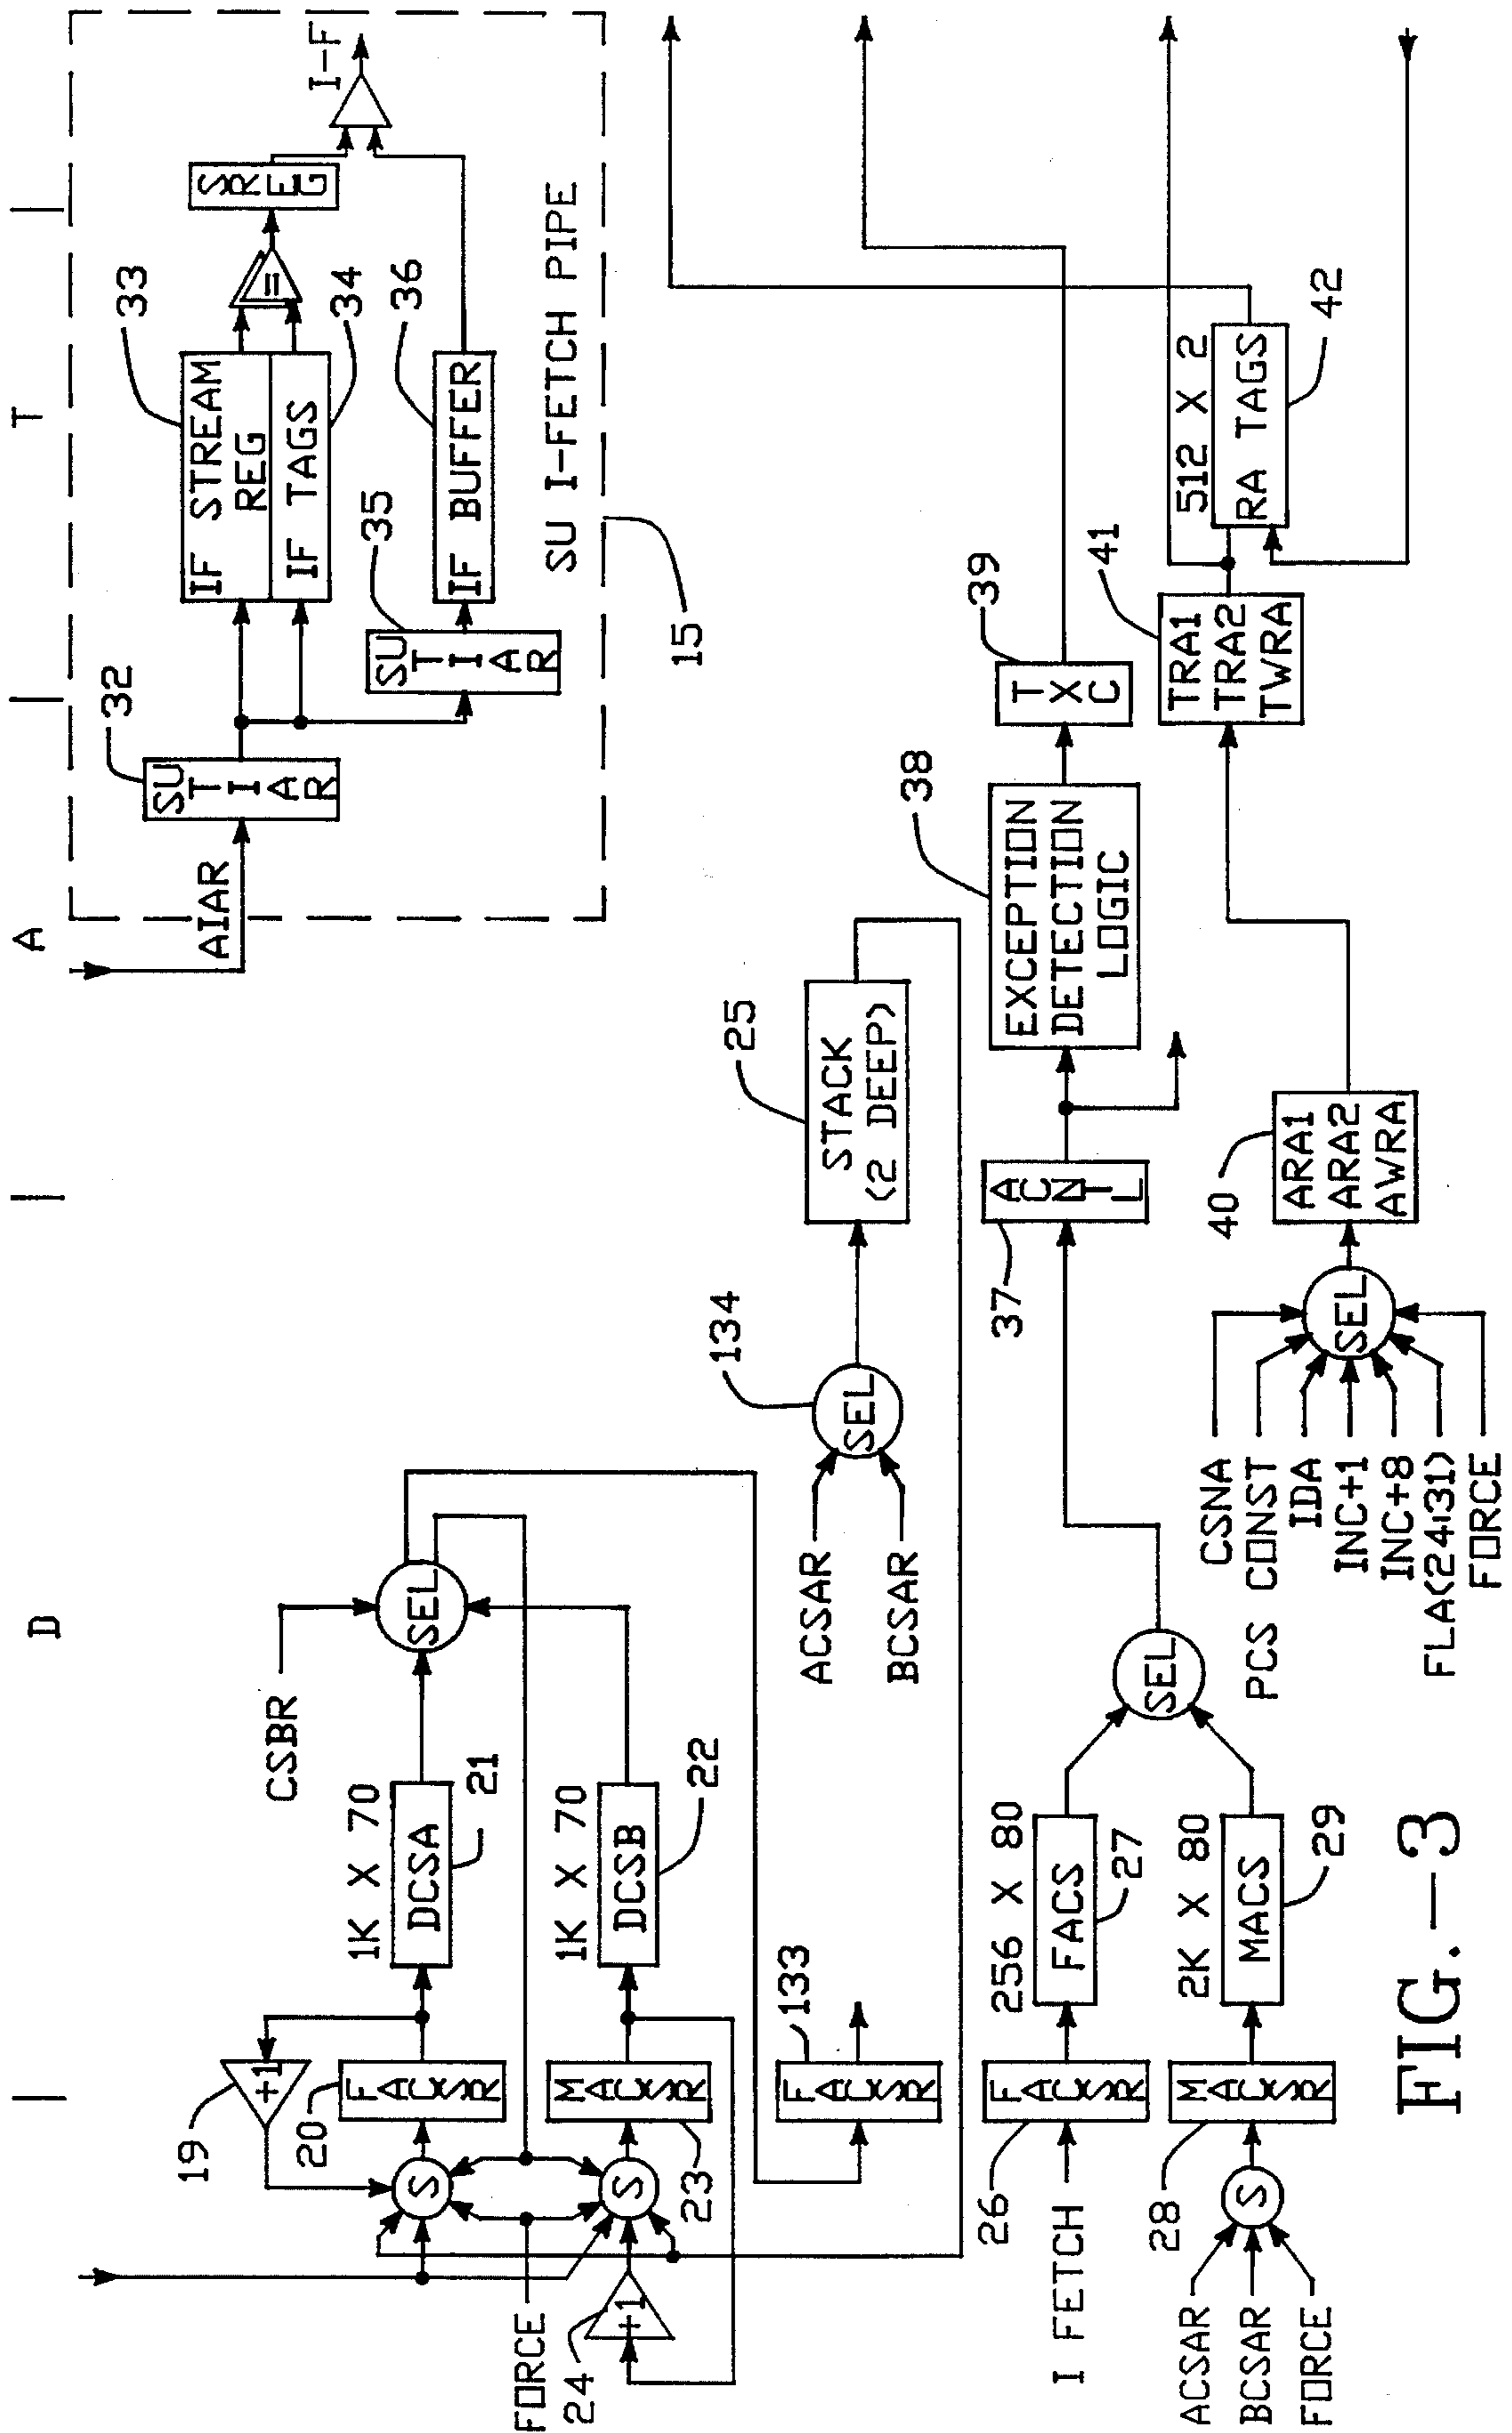 D
A
T
19
+1
20
F
A
C
S
R
S
1K X 70
DCSA
21
CSBR
SEL
M
A
C
S
R
23
S
FORCE
24
+1
1K X 70
DCSB
22
133
F
A
C
S
R
ACSAR
BCSAR
SEL
134
25
STACK
(2 DEEP)
AIAR
32
SU
T
I
A
R
33
IF STREAM
REG
IF TAGS
34
=
S
R
E
G
I-F
35
SU
T
I
A
R
36
IF BUFFER
SU I-FETCH PIPE
15
I FETCH
26
F
A
C
S
R
256 X 80
FACS
27
ACSAR
BCSAR
FORCE
S
28
M
A
C
S
R
2K X 80
MACS
29
SEL
37
A
C
N
T
L
38
EXCEPTION
DETECTION
LOGIC
39
T
X
C
CSNA
PCS CONST
IDA
INC+1
INC+8
FLA(24:31)
FORCE
SEL
40
ARA1
ARA2
AWRA
41
TRA1
TRA2
TWRA
512 X 2
RA TAGS
42
FIG.-3